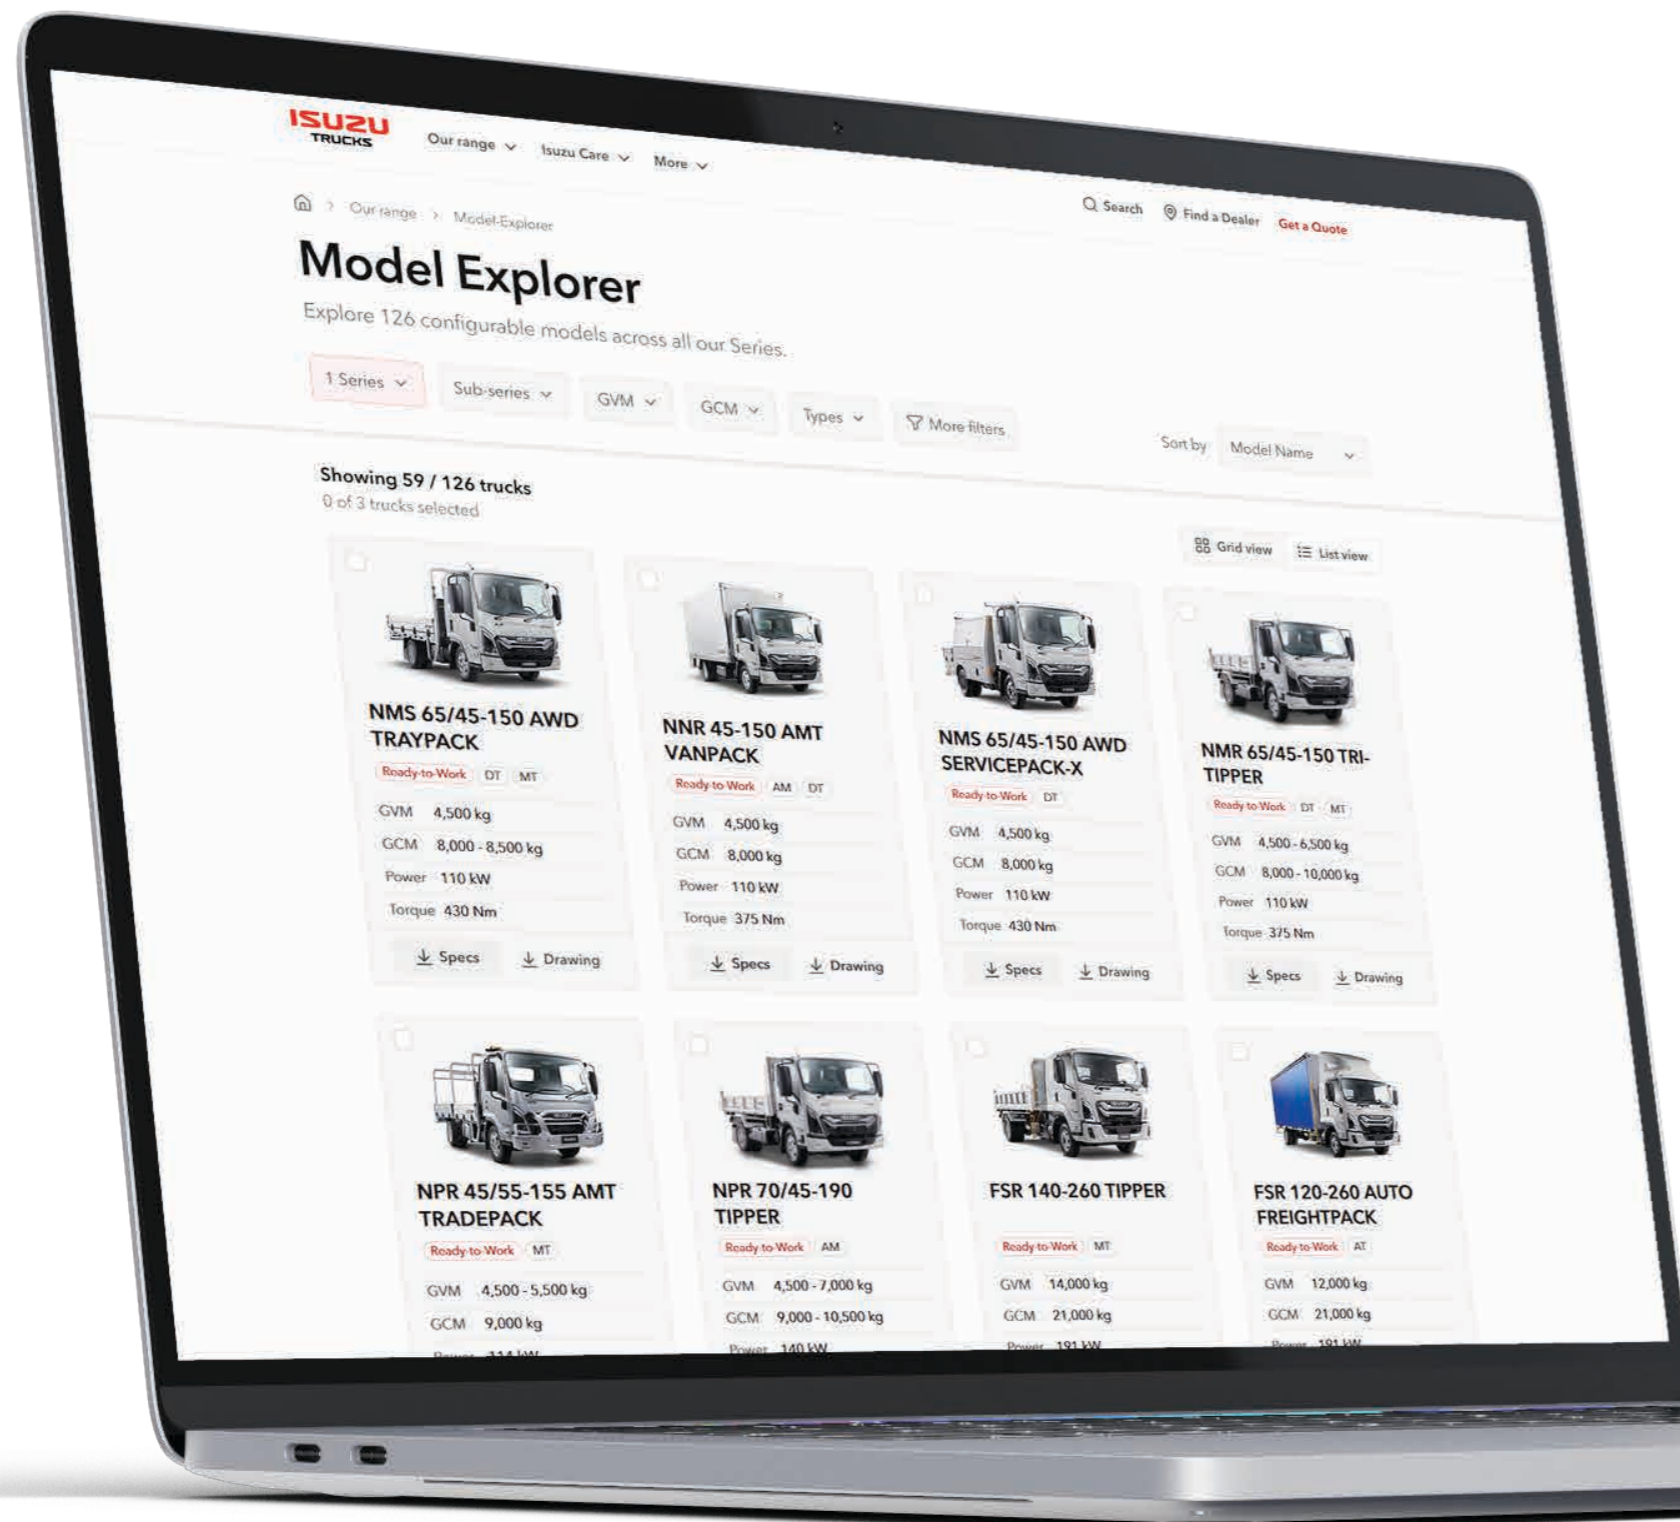 ISUZU
TRUCKS
Our range
Isuzu Care
More
Search
Find a Dealer
Get a Quote
Our range
Model-Explorer
Model Explorer
Explore 126 configurable models across all our Series.
1 Series
Sub-series
GVM
GCM
Types
More filters
Sort by
Model Name
Showing 59 / 126 trucks
0 of 3 trucks selected
Grid view
List view
NMS 65/45-150 AWD
TRAYPACK
Ready-to-Work DT MT
GVM 4,500 kg
GCM 8,000 - 8,500 kg
Power 110 kW
Torque 430 Nm
Specs Drawing
NNR 45-150 AMT
VANPACK
Ready-to-Work AM DT
GVM 4,500 kg
GCM 8,000 kg
Power 110 kW
Torque 375 Nm
Specs Drawing
NMS 65/45-150 AWD
SERVICEPACK-X
Ready-to-Work DT
GVM 4,500 kg
GCM 8,000 kg
Power 110 kW
Torque 430 Nm
Specs Drawing
NMR 65/45-150 TRI-
TIPPER
Ready-to-Work DT MT
GVM 4,500 - 6,500 kg
GCM 8,000 - 10,000 kg
Power 110 kW
Torque 375 Nm
Specs Drawing
NPR 45/55-155 AMT
TRADEPACK
Ready-to-Work MT
GVM 4,500 - 5,500 kg
GCM 9,000 kg
Power 114 kW
NPR 70/45-190
TIPPER
Ready-to-Work AM
GVM 4,500 - 7,000 kg
GCM 9,000 - 10,500 kg
Power 140 kW
FSR 140-260 TIPPER
Ready-to-Work MT
GVM 14,000 kg
GCM 21,000 kg
Power 191 kW
FSR 120-260 AUTO
FREIGHTPACK
Ready-to-Work AT
GVM 12,000 kg
GCM 21,000 kg
Power 191 kW